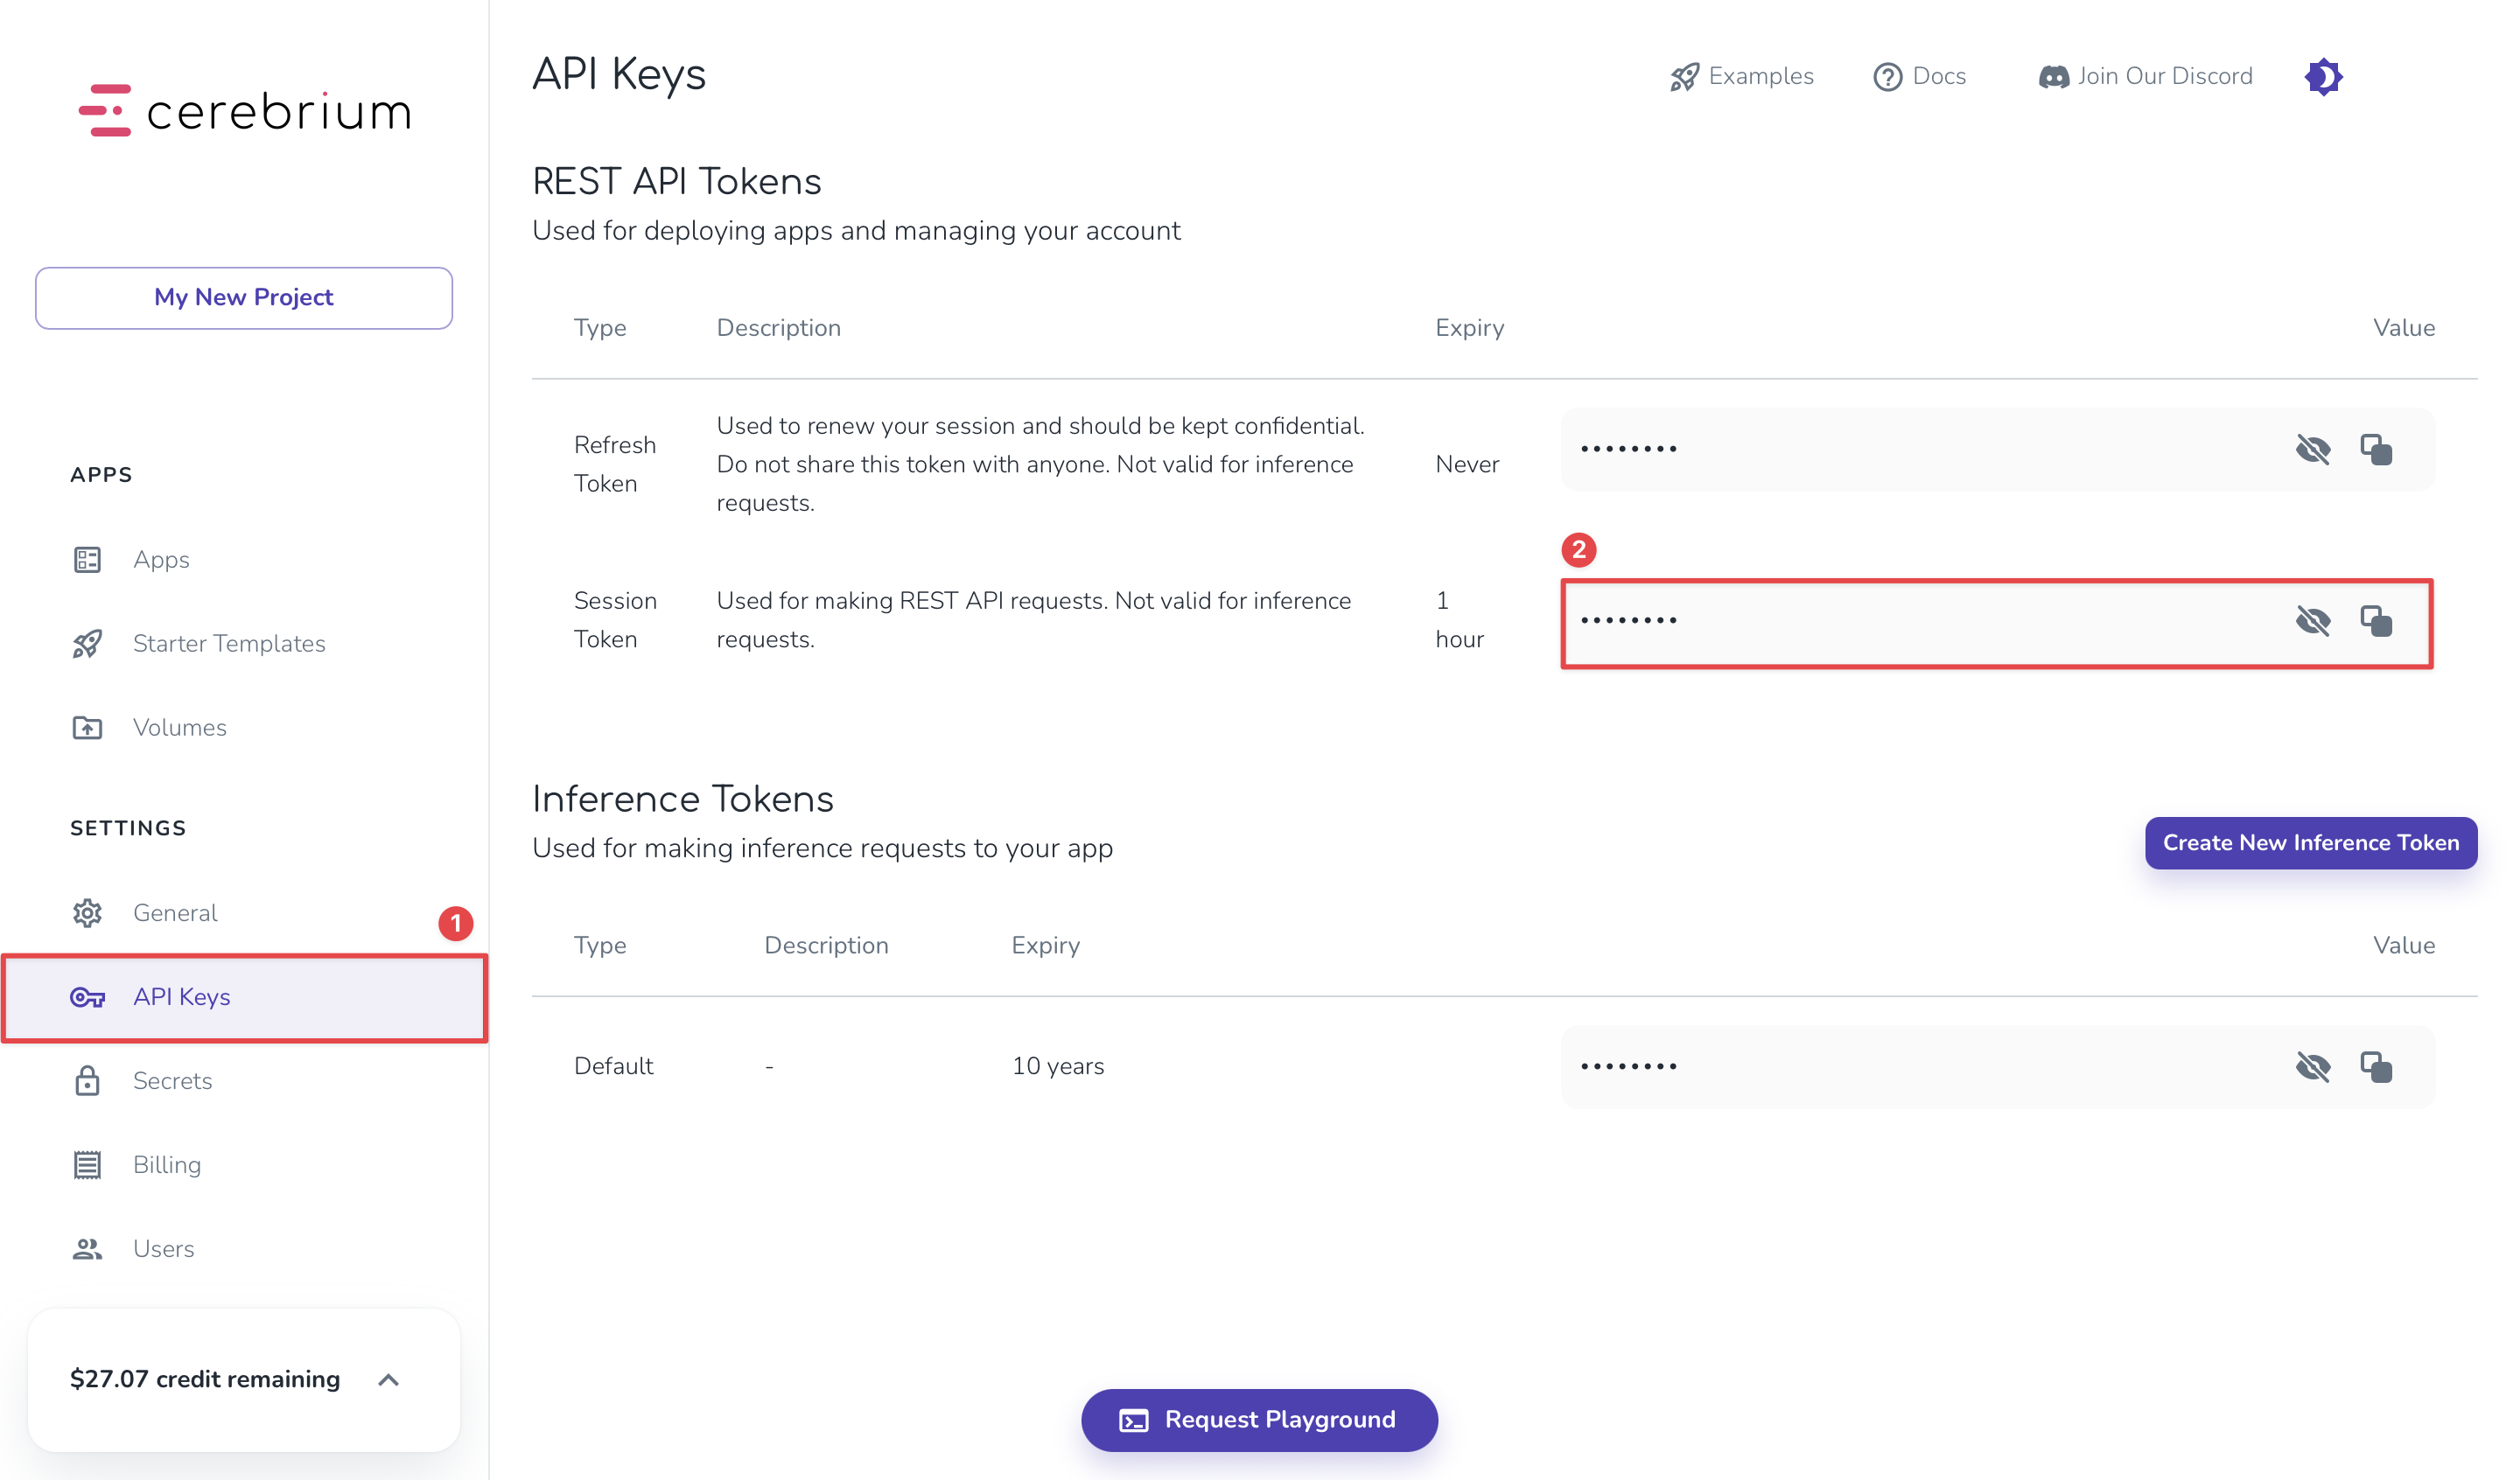 cerebrium
My New Project
APPS
Apps
Starter Templates
Volumes
SETTINGS
General
1
API Keys
Secrets
Billing
Users
$27.07 credit remaining
API Keys
Examples
Docs
Join Our Discord
REST API Tokens
Used for deploying apps and managing your account
Type Description Expiry Value
Refresh Token
Used to renew your session and should be kept confidential.
Do not share this token with anyone. Not valid for inference
requests.
Never
••••••••
2
Session Token
Used for making REST API requests. Not valid for inference
requests.
1 hour
••••••••
Inference Tokens
Used for making inference requests to your app
Create New Inference Token
Type Description Expiry Value
Default - 10 years ••••••••
Request Playground